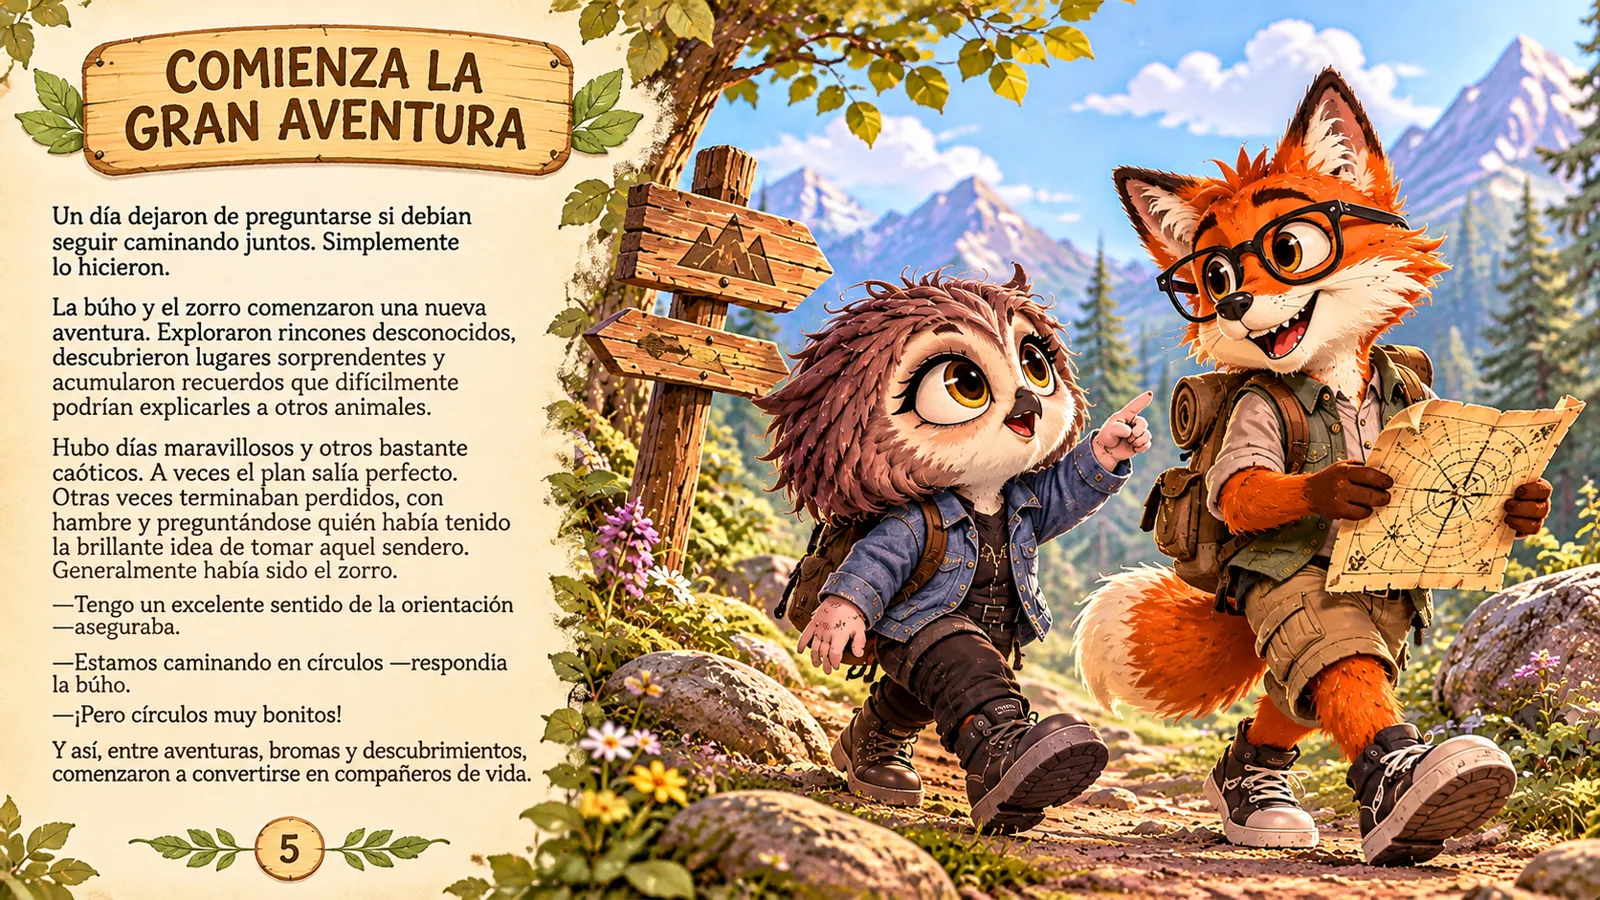 COMIENZA LA
GRAN AVENTURA
Un día dejaron de preguntarse si debían
seguir caminando juntos. Simplemente
lo hicieron.
La búho y el zorro comenzaron una nueva
aventura. Exploraron rincones desconocidos,
descubrieron lugares sorprendentes y
acumularon recuerdos que difícilmente
podrían explicarles a otros animales.
Hubo días maravillosos y otros bastante
caóticos. A veces el plan salía perfecto.
Otras veces terminaban perdidos, con
hambre y preguntándose quién había tenido
la brillante idea de tomar aquel sendero.
Generalmente había sido el zorro.
—Tengo un excelente sentido de la orientación
—aseguraba.
—Estamos caminando en círculos —respondía
la búho.
—¡Pero círculos muy bonitos!
Y así, entre aventuras, bromas y descubrimientos,
comenzaron a convertirse en compañeros de vida.
5